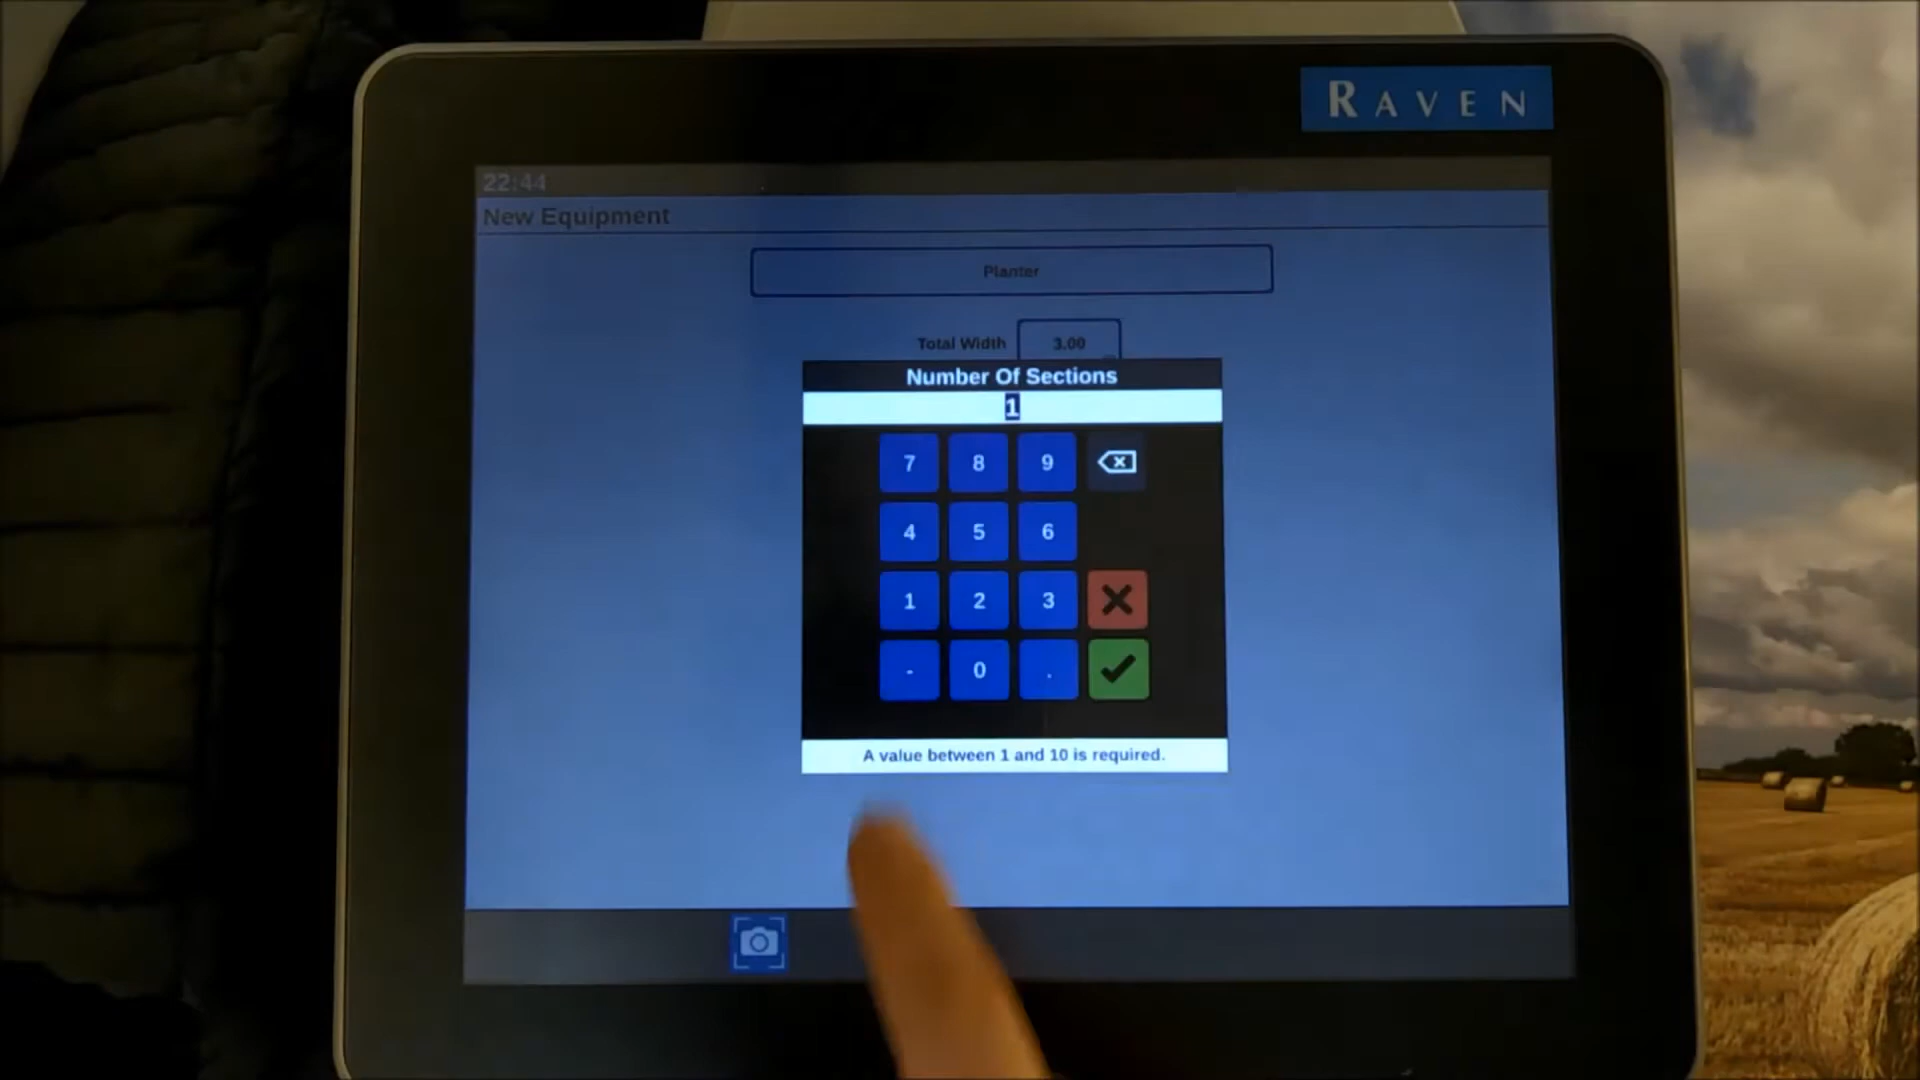 RAVEN
22:44
New Equipment
Planter
Total Width 3.00
Number Of Sections
1
7 8 9
4 5 6
1 2 3
- 0 .
A value between 1 and 10 is required.